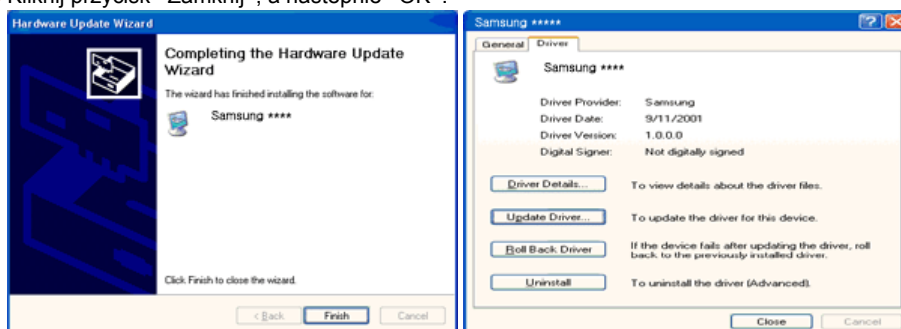 Kliknij przycisk "Zamknij", a następnie "OK".
Hardware Update Wizard
Completing the Hardware Update
Wizard
The wizard has finished installing the software for:
Samsung ****
Click Finish to close the wizard.
< Back
Finish
Cancel
Samsung *****
General
Driver
Samsung ****
Driver Provider: Samsung
Driver Date: 9/11/2001
Driver Version: 1.0.0.0
Digital Signer: Not digitally signed
Driver Details... To view details about the driver files.
Update Driver... To update the driver for this device.
Roll Back Driver If the device fails after updating the driver, roll
back to the previously installed driver.
Uninstall To uninstall the driver (Advanced).
Close
Cancel